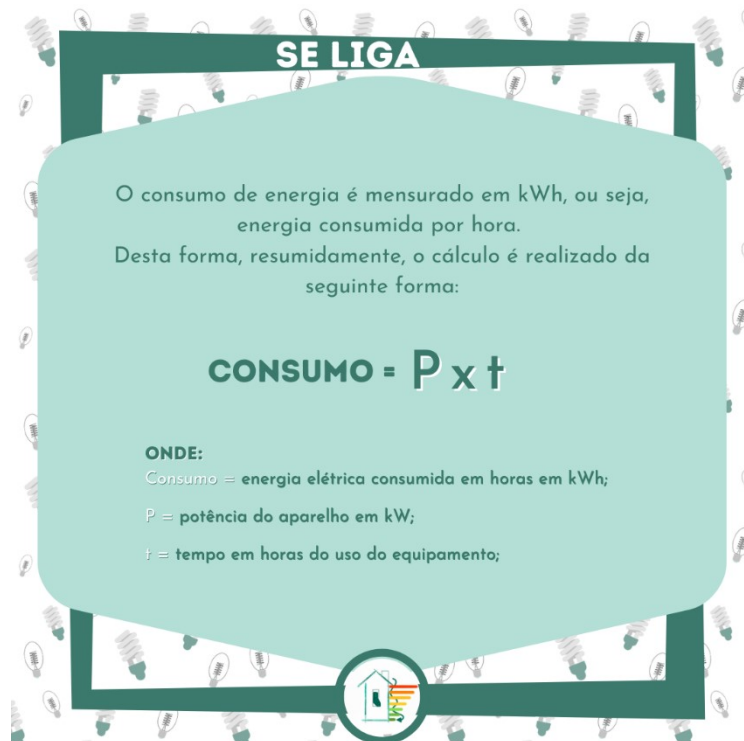 SE LIGA
O consumo de energia é mensurado em kWh, ou seja,
energia consumida por hora.
Desta forma, resumidamente, o cálculo é realizado da
seguinte forma:
CONSUMO = P x t
ONDE:
Consumo = energia elétrica consumida em horas em kWh;
P = potência do aparelho em kW;
t = tempo em horas do uso do equipamento;